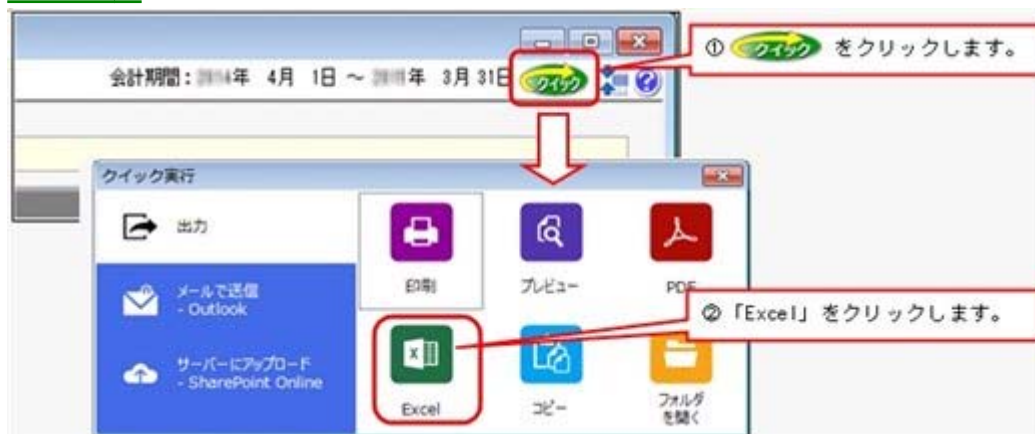 ① クイック をクリックします。
会計期間: 年 4月 1日 ~ 年 3月 31日 クイック
クイック実行
出力
印刷
プレビュー
PDF
メールで送信
- Outlook
② 「Excel」をクリックします。
サーバーにアップロード
- SharePoint Online
Excel
コピー
フォルダ
を開く